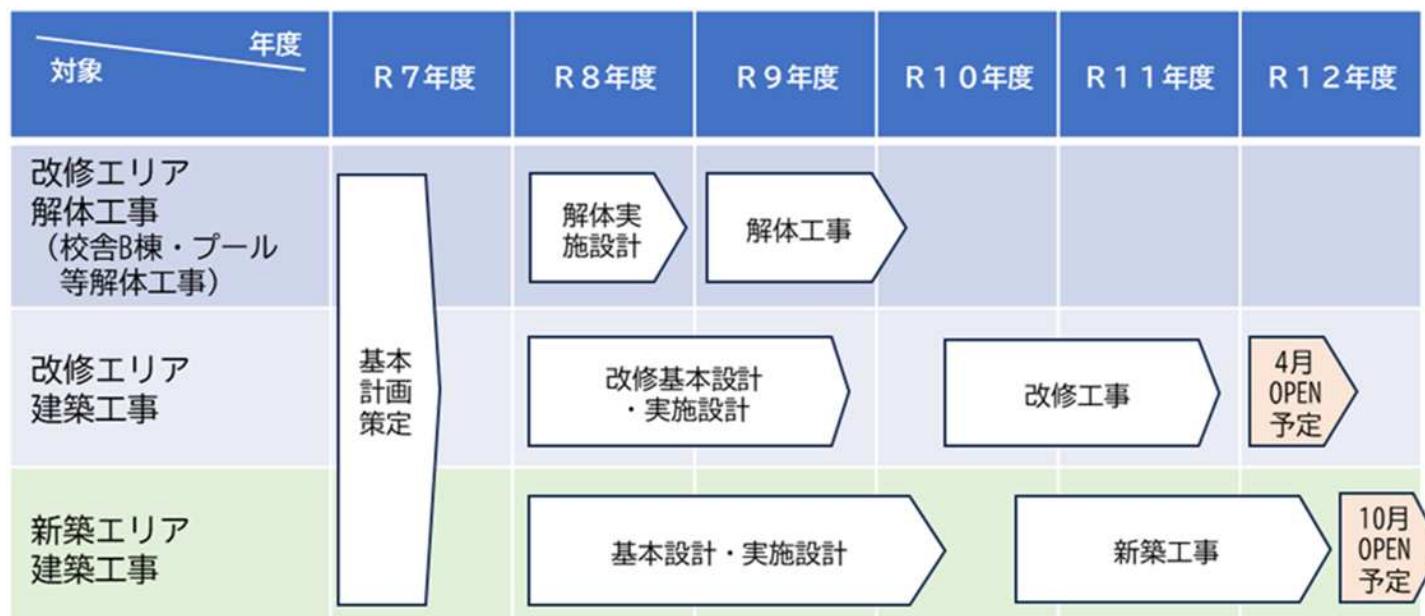 年度
対象
R7年度
R8年度
R9年度
R10年度
R11年度
R12年度
改修エリア
解体工事
（校舎B棟・プール
等解体工事）
解体実
施設計
解体工事
基本
計画
策定
改修エリア
建築工事
改修基本設計
・実施設計
改修工事
4月
OPEN
予定
新築エリア
建築工事
基本設計・実施設計
新築工事
10月
OPEN
予定